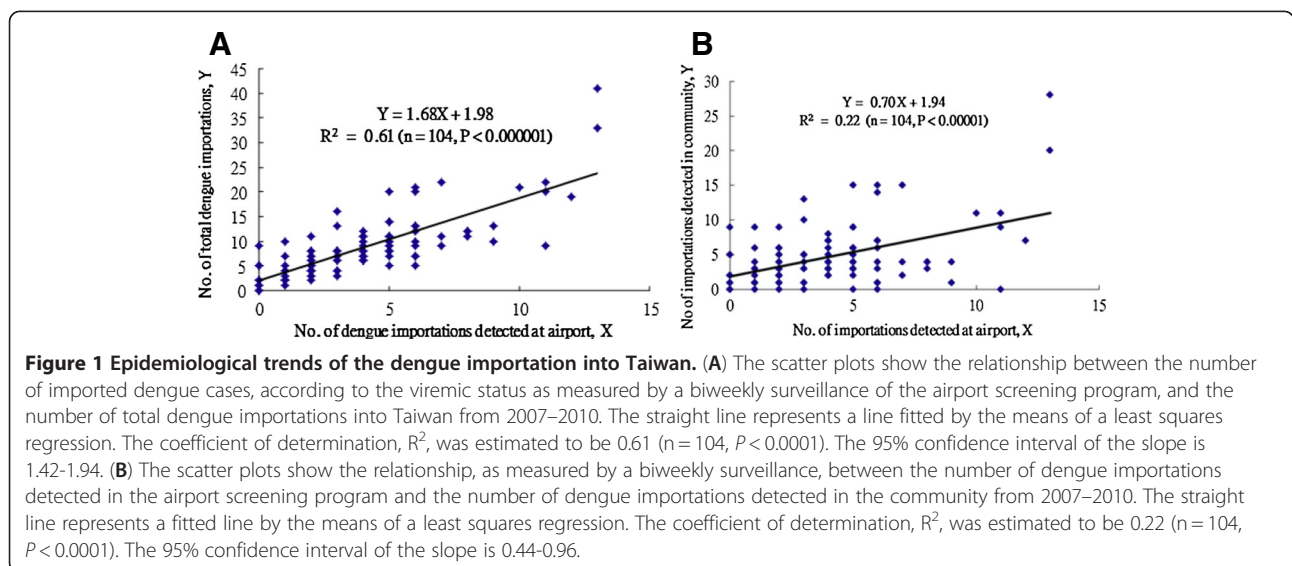 A
45
40
35
30
25
20
15
10
5
0
No. of total dengue importations, Y
Y = 1.68X + 1.98
R² = 0.61 (n = 104, P < 0.000001)
0 5 10 15
No. of dengue importations detected at airport, X
B
30
25
20
15
10
5
0
No of importations detected in community, Y
Y = 0.70X + 1.94
R² = 0.22 (n = 104, P < 0.00001)
0 5 10 15
No. of importations detected at airport, X
Figure 1 Epidemiological trends of the dengue importation into Taiwan. (A) The scatter plots show the relationship between the number
of imported dengue cases, according to the viremic status as measured by a biweekly surveillance of the airport screening program, and the
number of total dengue importations into Taiwan from 2007–2010. The straight line represents a line fitted by the means of a least squares
regression. The coefficient of determination, R², was estimated to be 0.61 (n = 104, P < 0.0001). The 95% confidence interval of the slope is
1.42-1.94. (B) The scatter plots show the relationship, as measured by a biweekly surveillance, between the number of dengue importations
detected in the airport screening program and the number of dengue importations detected in the community from 2007–2010. The straight
line represents a fitted line by the means of a least squares regression. The coefficient of determination, R², was estimated to be 0.22 (n = 104,
P < 0.0001). The 95% confidence interval of the slope is 0.44-0.96.